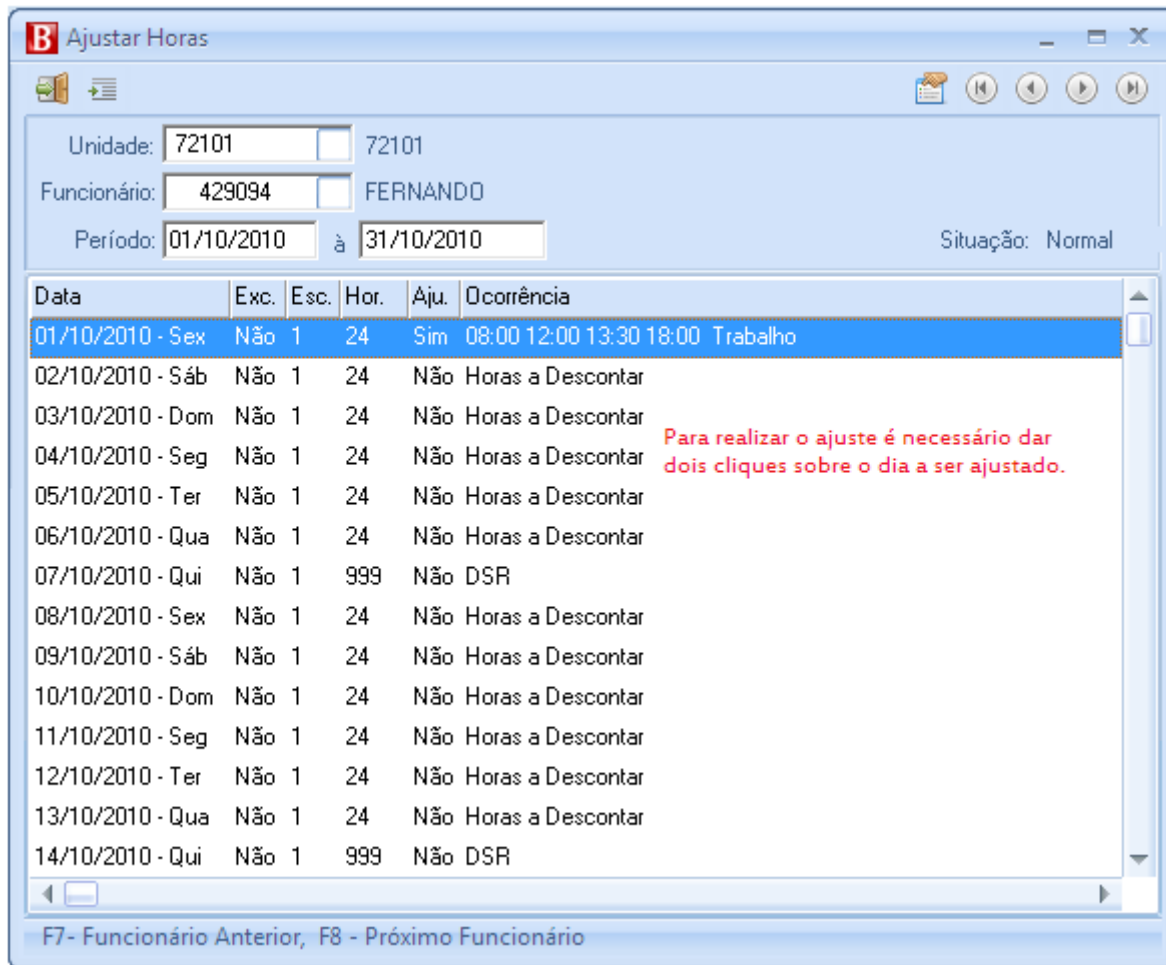 B Ajustar Horas
Unidade: 72101 72101
Funcionário: 429094 FERNANDO
Período: 01/10/2010 à 31/10/2010 Situação: Normal
Data Exc. Esc. Hor. Aju. Ocorrência
01/10/2010 - Sex Não 1 24 Sim 08:00 12:00 13:30 18:00 Trabalho
02/10/2010 - Sáb Não 1 24 Não Horas a Descontar
03/10/2010 - Dom Não 1 24 Não Horas a Descontar
Para realizar o ajuste é necessário dar
04/10/2010 - Seg Não 1 24 Não Horas a Descontar
dois cliques sobre o dia a ser ajustado.
05/10/2010 - Ter Não 1 24 Não Horas a Descontar
06/10/2010 - Qua Não 1 24 Não Horas a Descontar
07/10/2010 - Qui Não 1 999 Não DSR
08/10/2010 - Sex Não 1 24 Não Horas a Descontar
09/10/2010 - Sáb Não 1 24 Não Horas a Descontar
10/10/2010 - Dom Não 1 24 Não Horas a Descontar
11/10/2010 - Seg Não 1 24 Não Horas a Descontar
12/10/2010 - Ter Não 1 24 Não Horas a Descontar
13/10/2010 - Qua Não 1 24 Não Horas a Descontar
14/10/2010 - Qui Não 1 999 Não DSR
F7- Funcionário Anterior, F8 - Próximo Funcionário